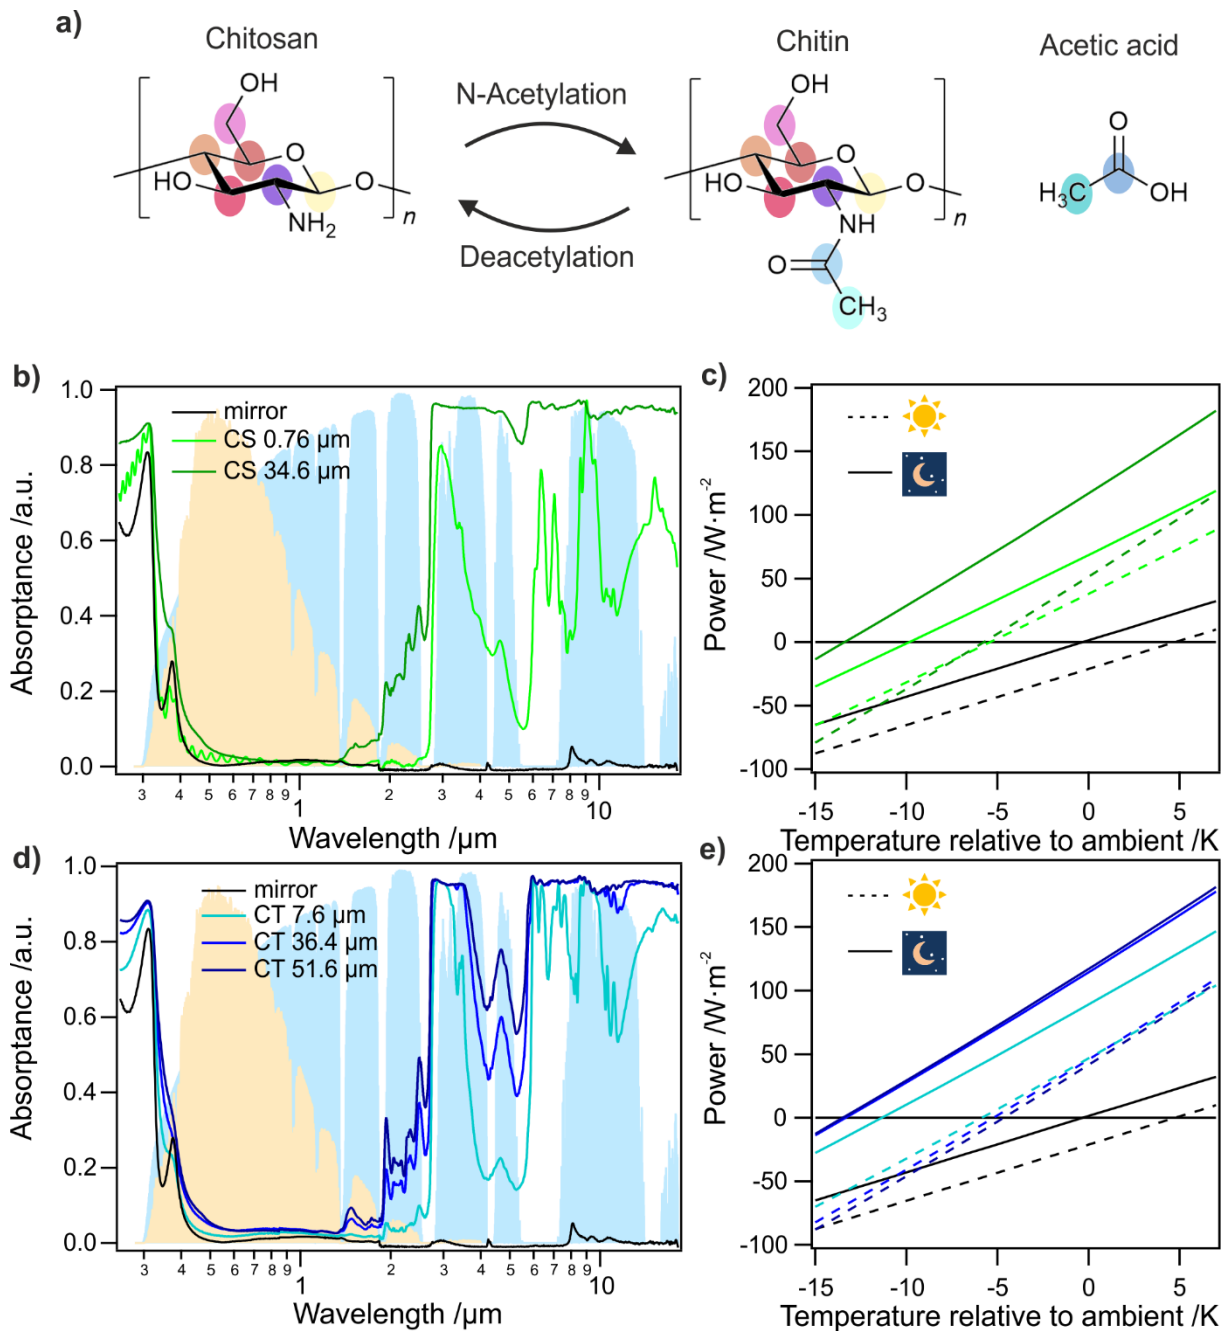 a)
Chitosan
Chitin
Acetic acid
OH
O
HO
NH2
O
n
N-Acetylation
Deacetylation
OH
O
HO
NH
O
n
O
CH3
O
H3C
OH
b)
1.0
0.8
0.6
0.4
0.2
0.0
Absorptance /a.u.
mirror
CS 0.76 µm
CS 34.6 µm
3 4 5 6 7 8 9 1 2 3 4 5 6 7 8 9 10
Wavelength /µm
c)
200
150
100
50
0
-50
-100
Power /W·m-2
-15 -10 -5 0 5
Temperature relative to ambient /K
d)
1.0
0.8
0.6
0.4
0.2
0.0
Absorptance /a.u.
mirror
CT 7.6 µm
CT 36.4 µm
CT 51.6 µm
3 4 5 6 7 8 9 1 2 3 4 5 6 7 8 9 10
Wavelength /µm
e)
200
150
100
50
0
-50
-100
Power /W·m-2
-15 -10 -5 0 5
Temperature relative to ambient /K